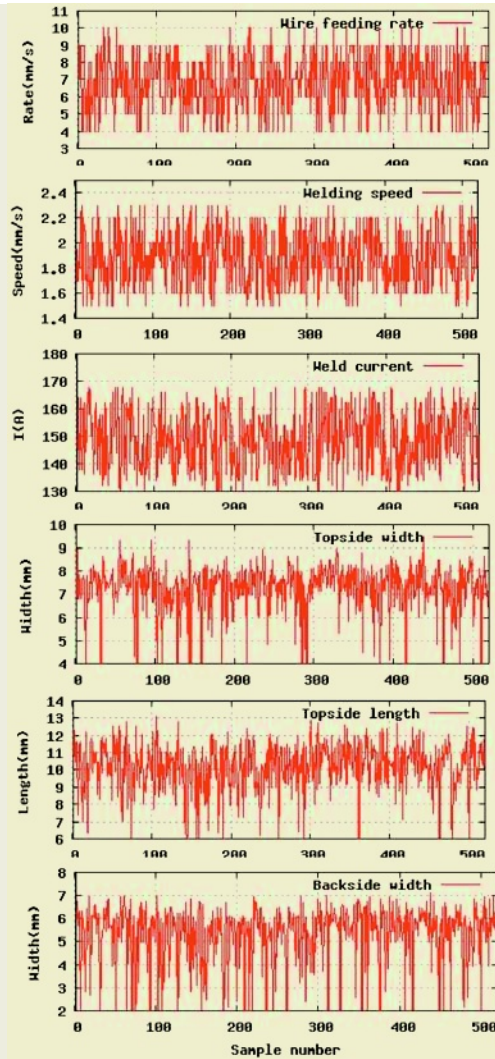 11
10
Wire feeding rate
9
8
7
6
5
4
3
Rate(mm/s)
0 100 200 300 400 500
2.4
Welding speed
2.2
2
1.8
1.6
1.4
Speed(mm/s)
0 100 200 300 400 500
180
Weld current
170
160
150
140
130
I(A)
0 100 200 300 400 500
10
Topside width
9
8
7
6
5
4
Width(mm)
0 100 200 300 400 500
14
Topside length
13
12
11
10
9
8
7
6
Length(mm)
0 100 200 300 400 500
8
Backside width
7
6
5
4
3
2
Width(mm)
0 100 200 300 400 500
Sample number